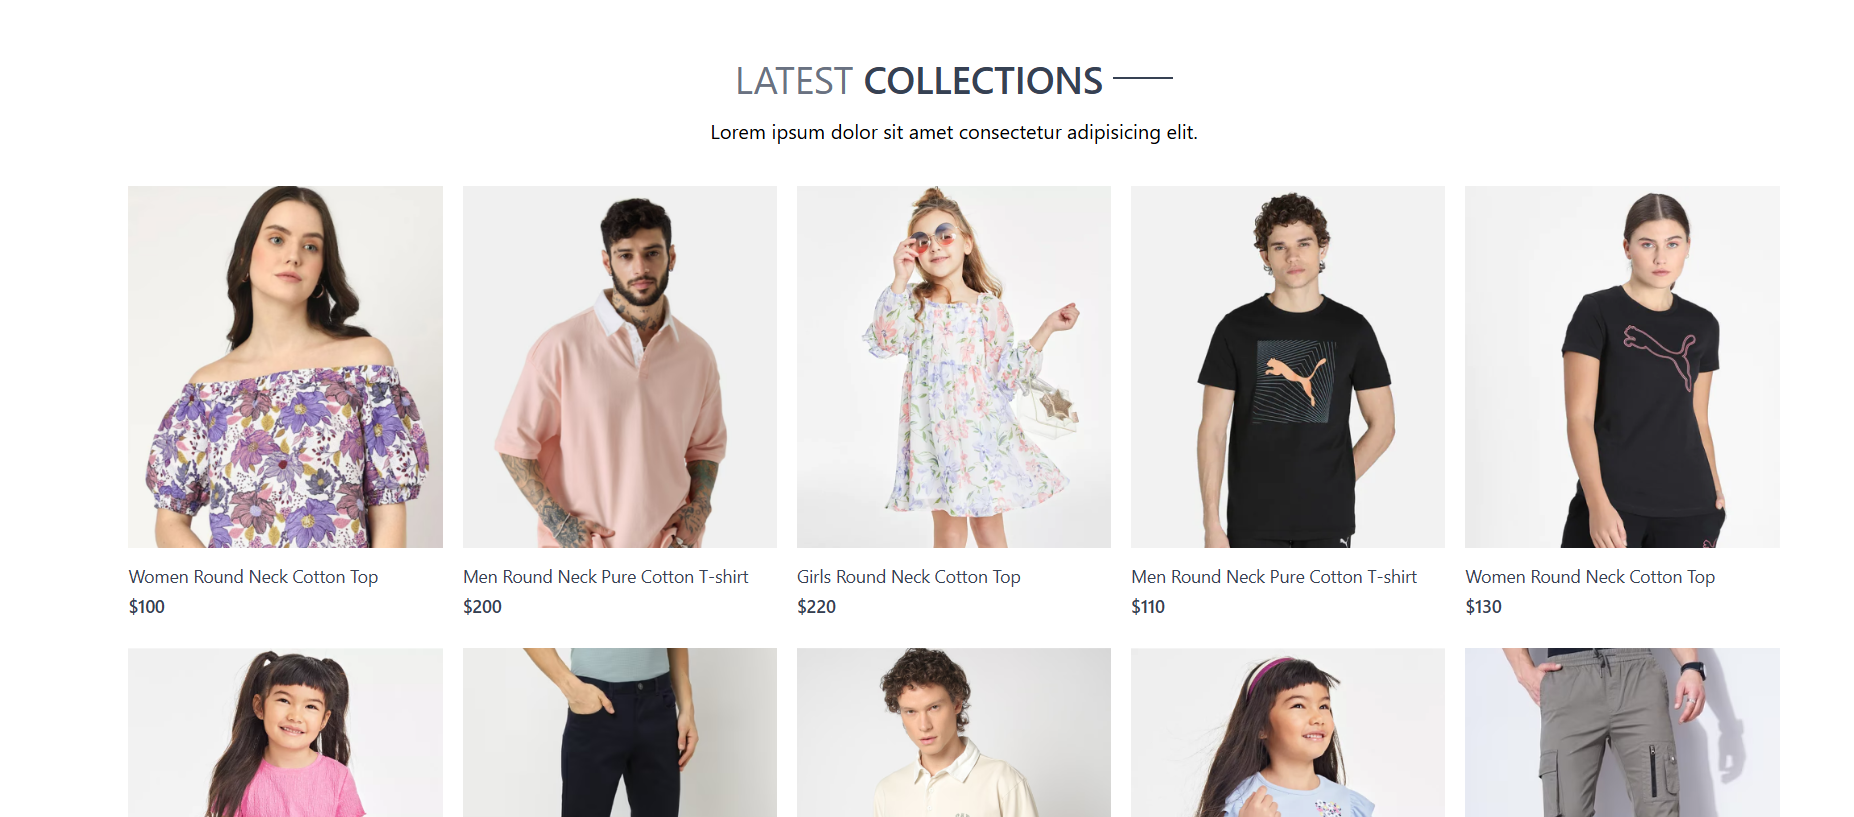 LATEST COLLECTIONS
Lorem ipsum dolor sit amet consectetur adipisicing elit.
Women Round Neck Cotton Top
$100
Men Round Neck Pure Cotton T-shirt
$200
Girls Round Neck Cotton Top
$220
Men Round Neck Pure Cotton T-shirt
$110
Women Round Neck Cotton Top
$130